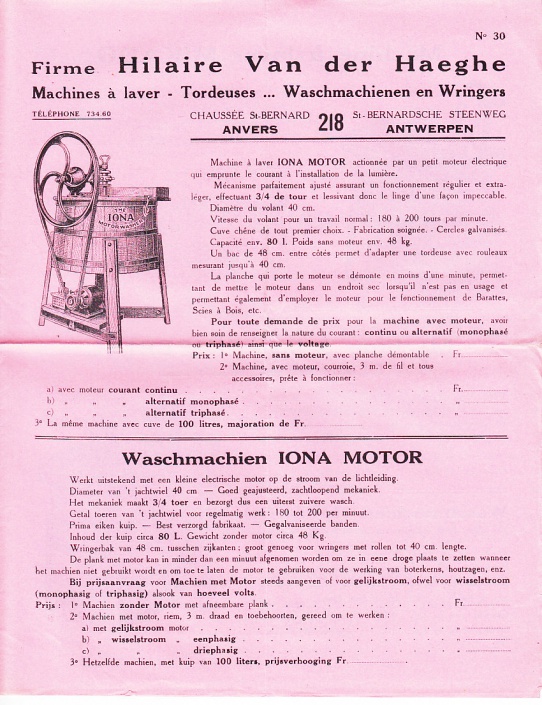 Nº 30
Firme Hilaire Van der Haeghe
Machines à laver - Tordeuses ... Waschmachienen en Wringers
TÉLÉPHONE 734.60
CHAUSSÉE St-BERNARD 218 St-BERNARDSCHE STEENWEG
ANVERS ANTWERPEN
THE
IONA
MOTOR WASHER
Machine à laver IONA MOTOR actionnée par un petit moteur électrique
qui emprunte le courant à l'installation de la lumière.
Mécanisme parfaitement ajusté assurant un fonctionnement régulier et extra-
léger, effectuant 3/4 de tour et lessivant donc le linge d'une façon impeccable.
Diamètre du volant 40 cm.
Vitesse du volant pour un travail normal : 180 à 200 tours par minute.
Cuve chêne de tout premier choix. - Fabrication soignée. - Cercles galvanisés.
Capacité env. 80 l. Poids sans moteur env. 48 kg.
Un bac de 48 cm. entre côtés permet d'adapter une tordeuse avec rouleaux
mesurant jusqu'à 40 cm.
La planche qui porte le moteur se démonte en moins d'une minute, permet-
tant de mettre le moteur dans un endroit sec lorsqu'il n'est pas en usage et
permettant également d'employer le moteur pour le fonctionnement de Barattes,
Scies à Bois, etc.
Pour toute demande de prix pour la machine avec moteur, avoir
bien soin de renseigner la nature du courant : continu ou alternatif (monophasé
ou triphasé) ainsi que le voltage.
Prix : 1º Machine, sans moteur, avec planche démontable . Fr.
2º Machine, avec moteur, courroie, 3 m. de fil et tous
accessoires, prête à fonctionner :
a) avec moteur courant continu . . . . . . . . . . . . Fr.
b) „ „ „ alternatif monophasé . . . . . . . . . „
c) „ „ „ alternatif triphasé . . . . . . . . . . „
3º La même machine avec cuve de 100 litres, majoration de Fr.
Waschmachien IONA MOTOR
Werkt uitstekend met een kleine electrische motor op de stroom van de lichtleiding.
Diameter van 't jachtwiel 40 cm — Goed geajusteerd, zachtloopend mekaniek.
Het mekaniek maakt 3/4 toer en bezorgt dus een uiterst zuivere wasch.
Getal toeren van 't jachtwiel voor regelmatig werk : 180 tot 200 per minuut.
Prima eiken kuip. — Best verzorgd fabrikaat. — Gegalvaniseerde banden.
Inhoud der kuip circa 80 L. Gewicht zonder motor circa 48 Kg.
Wringerbak van 48 cm. tusschen zijkanten ; groot genoeg voor wringers met rollen tot 40 cm. lengte.
De plank met motor kan in minder dan een minuut afgenomen worden om ze in eene droge plaats te zetten wanneer
het machien niet gebruikt wordt en om toe te laten de motor te gebruiken voor de werking van boterkerns, houtzagen, enz.
Bij prijsaanvraag voor Machien met Motor steeds aangeven of voor gelijkstroom, ofwel voor wisselstroom
(monophasig of triphasig) alsook van hoeveel volts.
Prijs : 1º Machien zonder Motor met afneembare plank . . . . . . . . Fr.
2º Machien met motor, riem, 3 m. draad en toebehoorten, gereed om te werken :
a) met gelijkstroom motor . . . . . . . . . . . . „
b) „ wisselstroom „ eenphasig . . . . . . . . . . „
c) „ „ „ driephasig . . . . . . . . . . „
3º Hetzelfde machien, met kuip van 100 liters, prijsverhooging Fr